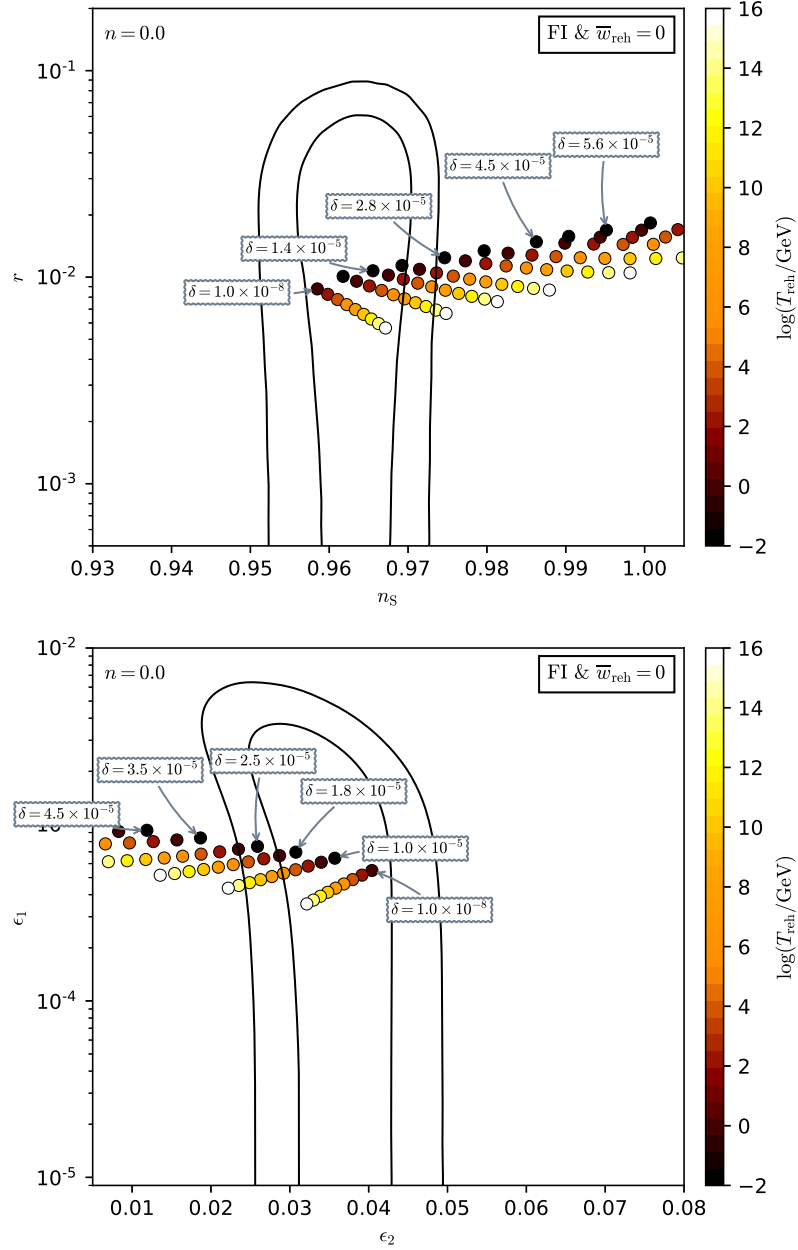 n = 0.0
FI & w̅_reh = 0
δ = 5.6 × 10⁻⁵
δ = 4.5 × 10⁻⁵
δ = 2.8 × 10⁻⁵
δ = 1.4 × 10⁻⁵
δ = 1.0 × 10⁻⁸
10⁻¹
10⁻²
10⁻³
r
0.93 0.94 0.95 0.96 0.97 0.98 0.99 1.00
n_S
16
14
12
10
8
6
4
2
0
−2
log(T_reh/GeV)
n = 0.0
FI & w̅_reh = 0
δ = 2.5 × 10⁻⁵
δ = 3.5 × 10⁻⁵
δ = 1.8 × 10⁻⁵
δ = 4.5 × 10⁻⁵
δ = 1.0 × 10⁻⁵
δ = 1.0 × 10⁻⁸
10⁻²
10⁻⁴
10⁻⁵
ϵ₁
0.01 0.02 0.03 0.04 0.05 0.06 0.07 0.08
ϵ₂
16
14
12
10
8
6
4
2
0
−2
log(T_reh/GeV)